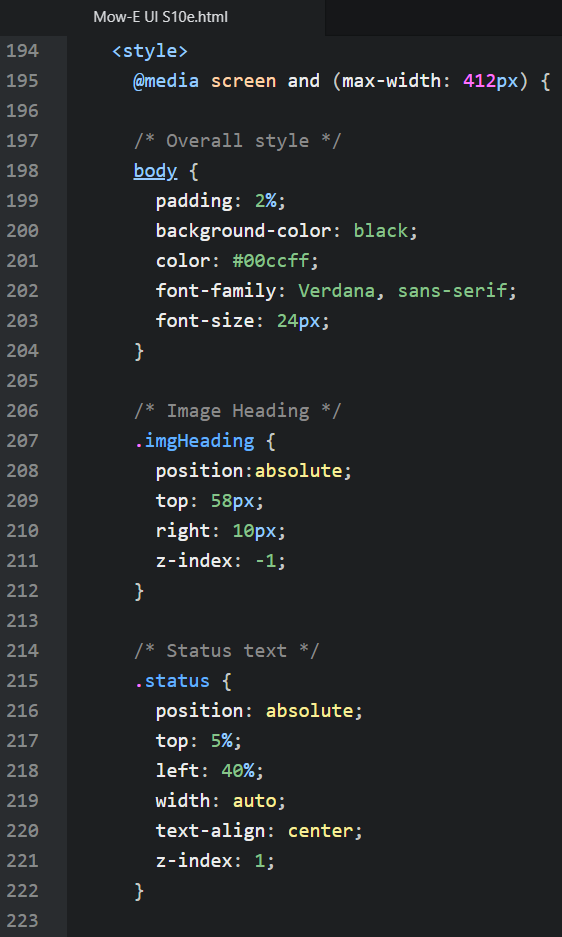 Mow-E UI S10e.html
194 <style>
195 @media screen and (max-width: 412px) {
196
197 /* Overall style */
198 body {
199 padding: 2%;
200 background-color: black;
201 color: #00ccff;
202 font-family: Verdana, sans-serif;
203 font-size: 24px;
204 }
205
206 /* Image Heading */
207 .imgHeading {
208 position:absolute;
209 top: 58px;
210 right: 10px;
211 z-index: -1;
212 }
213
214 /* Status text */
215 .status {
216 position: absolute;
217 top: 5%;
218 left: 40%;
219 width: auto;
220 text-align: center;
221 z-index: 1;
222 }
223